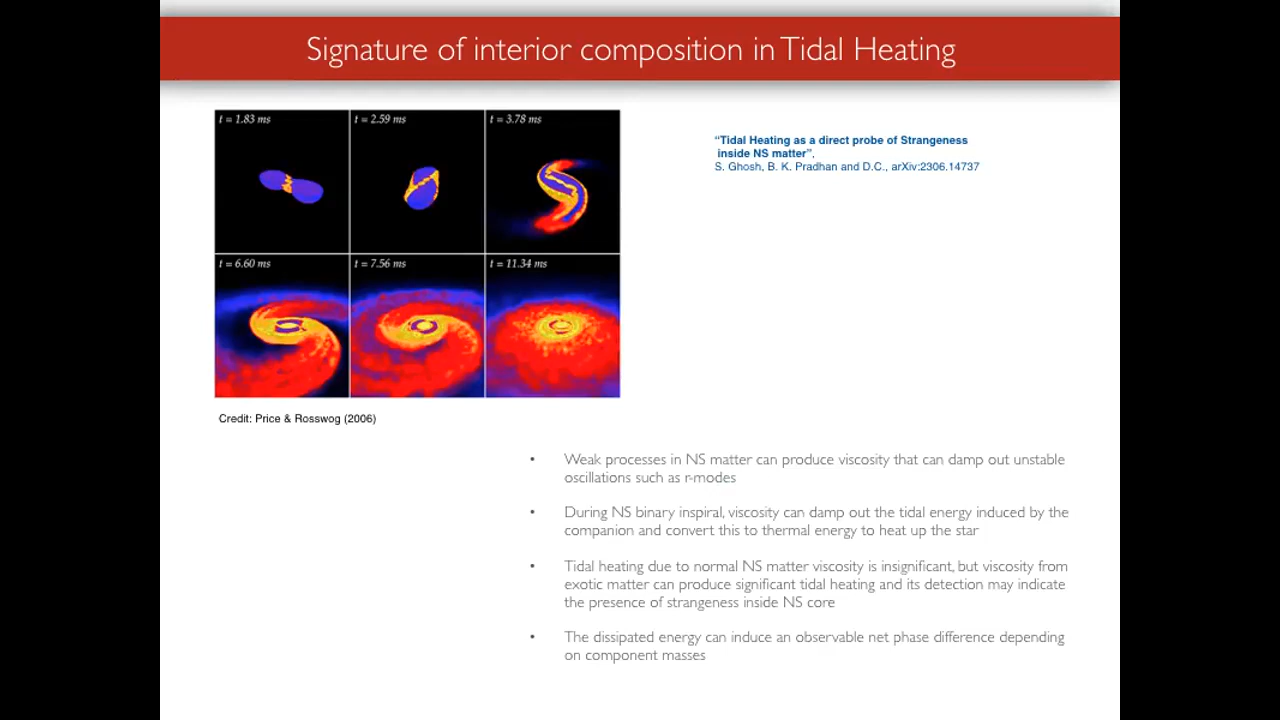 Signature of interior composition in Tidal Heating
t = 1.83 ms
t = 2.59 ms
t = 3.78 ms
t = 6.60 ms
t = 7.56 ms
t = 11.34 ms
Credit: Price & Rosswog (2006)
“Tidal Heating as a direct probe of Strangeness
inside NS matter”,
S. Ghosh, B. K. Pradhan and D.C., arXiv:2306.14737
• Weak processes in NS matter can produce viscosity that can damp out unstable
oscillations such as r-modes
• During NS binary inspiral, viscosity can damp out the tidal energy induced by the
companion and convert this to thermal energy to heat up the star
• Tidal heating due to normal NS matter viscosity is insignificant, but viscosity from
exotic matter can produce significant tidal heating and its detection may indicate
the presence of strangeness inside NS core
• The dissipated energy can induce an observable net phase difference depending
on component masses